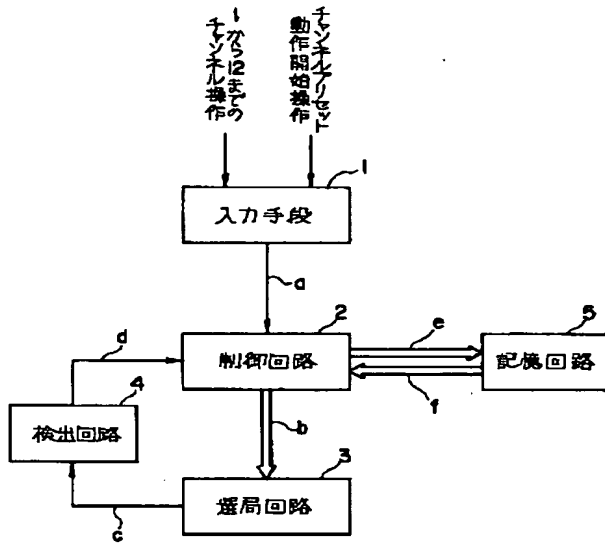 チャンネルプリセット
動作開始操作
1から12までの
チャンネル操作
1
入力手段
a
2
制御回路
e
5
記憶回路
f
d
4
検出回路
b
3
選局回路
c